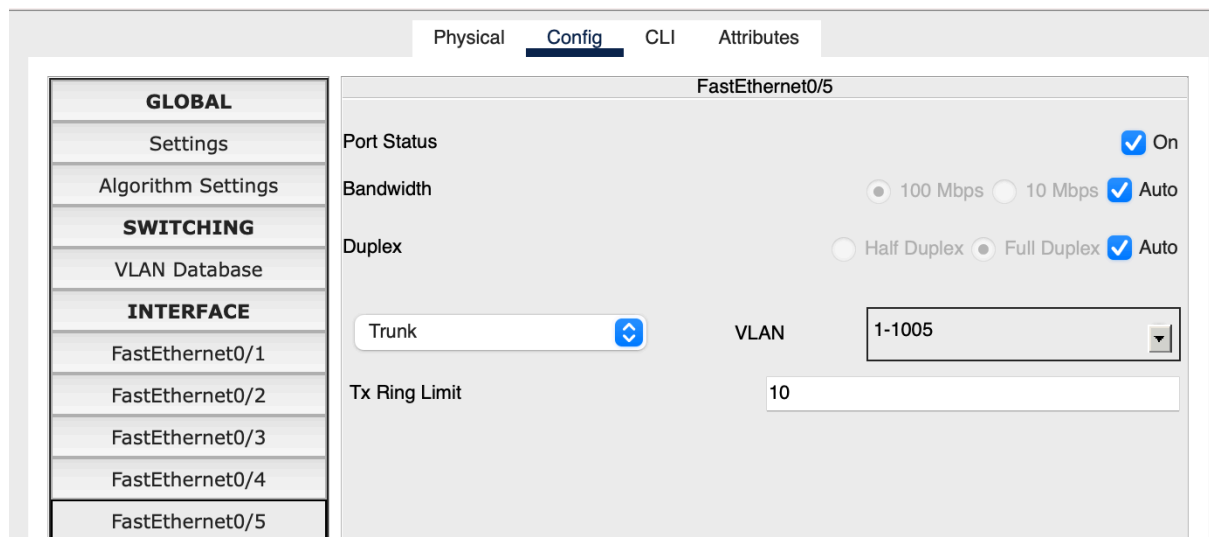 Physical Config CLI Attributes
GLOBAL
Settings
Algorithm Settings
SWITCHING
VLAN Database
INTERFACE
FastEthernet0/1
FastEthernet0/2
FastEthernet0/3
FastEthernet0/4
FastEthernet0/5
FastEthernet0/5
Port Status On
Bandwidth 100 Mbps 10 Mbps Auto
Duplex Half Duplex Full Duplex Auto
Trunk VLAN 1-1005
Tx Ring Limit 10